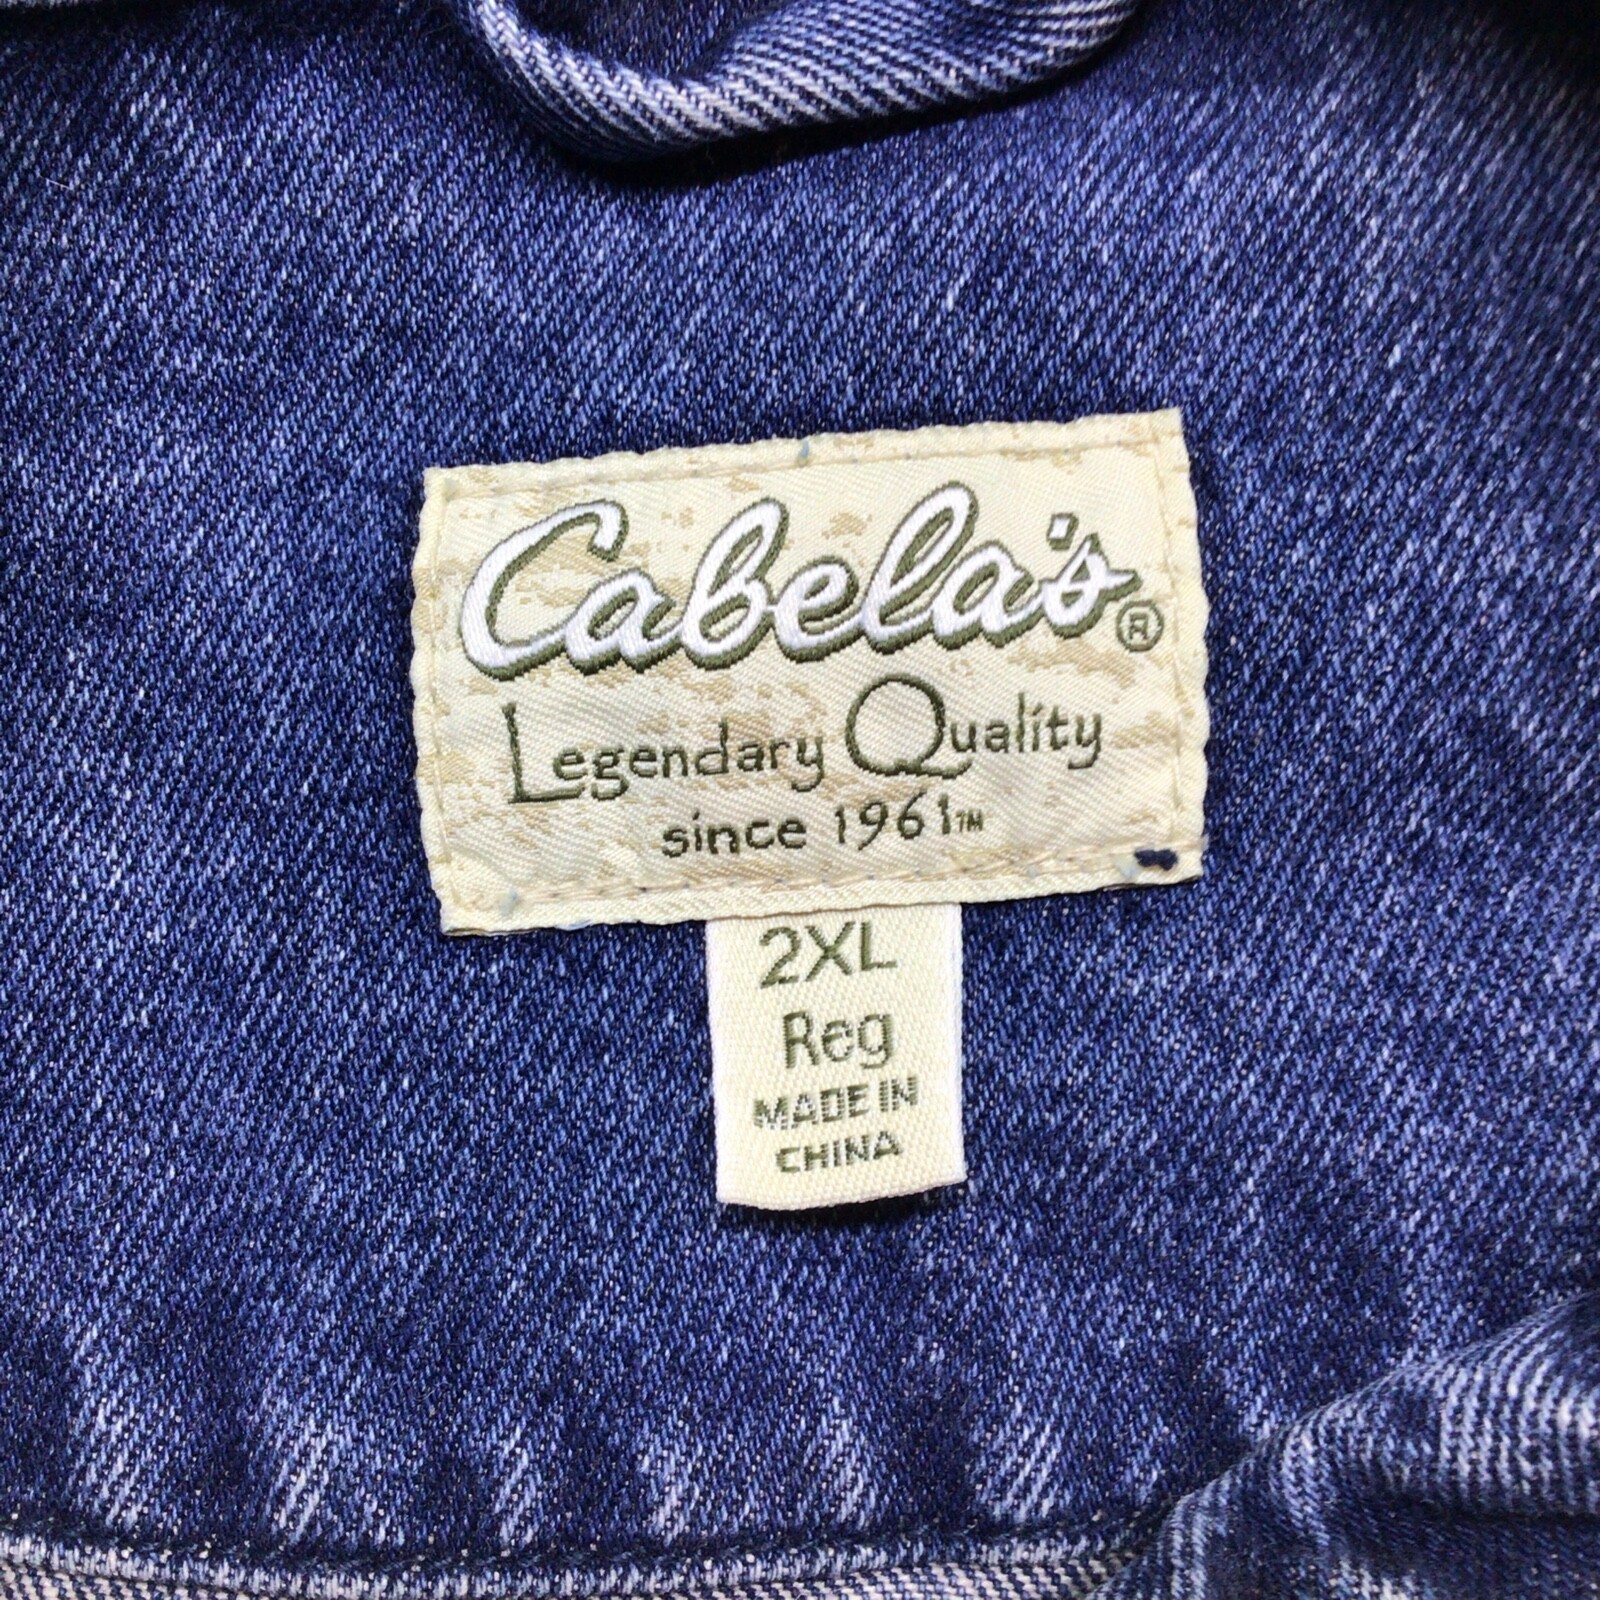 Cabela's®
Legendary Quality
since 1961™
2XL
Reg
MADE IN
CHINA